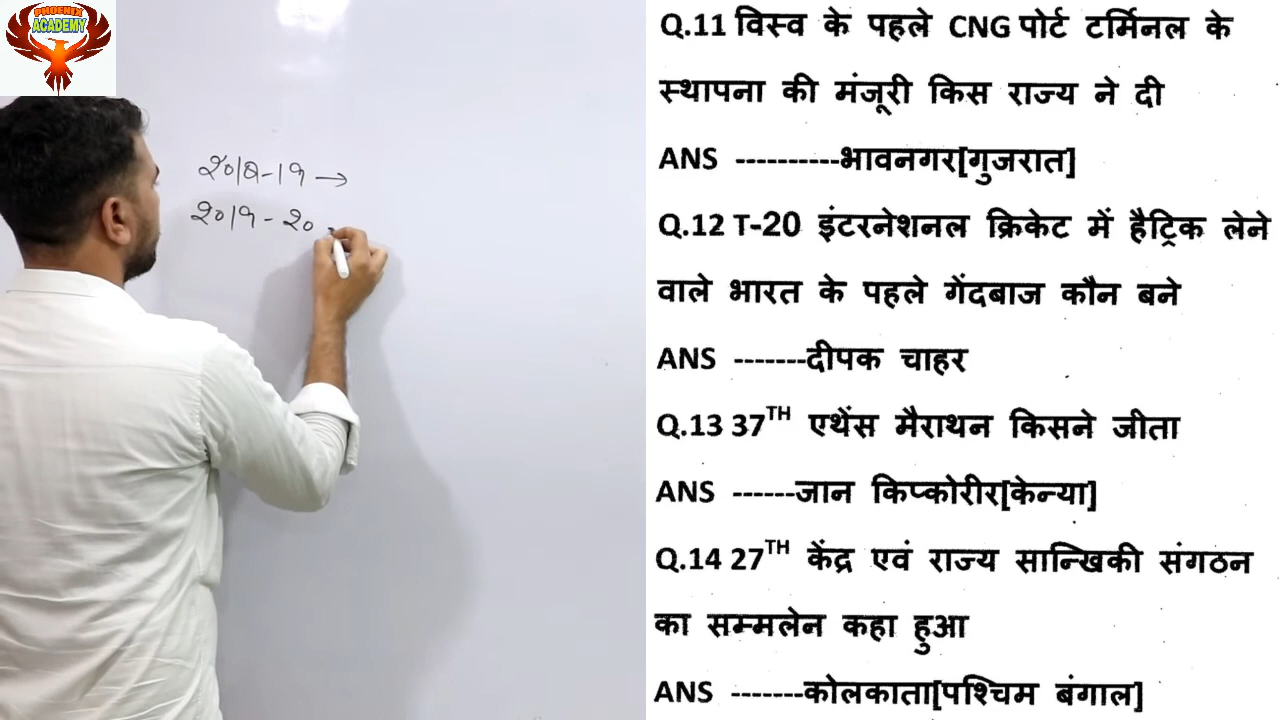 PHOENIX
ACADEMY
2018-19 →
2019-20
Q.11 विस्व के पहले CNG पोर्ट टर्मिनल के
स्थापना की मंजूरी किस राज्य ने दी
ANS ----------भावनगर[गुजरात]
Q.12 T-20 इंटरनेशनल क्रिकेट में हैट्रिक लेने
वाले भारत के पहले गेंदबाज कौन बने
ANS -------दीपक चाहर
Q.13 37TH एथेंस मैराथन किसने जीता
ANS ------जान किप्कोरीर[केन्या]
Q.14 27TH केंद्र एवं राज्य सान्खिकी संगठन
का सम्मलेन कहा हुआ
ANS -------कोलकाता[पश्चिम बंगाल]